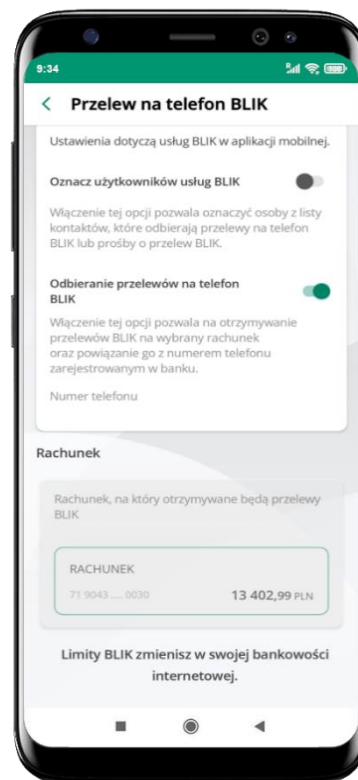 9:34
Przelew na telefon BLIK
Ustawienia dotyczą usług BLIK w aplikacji mobilnej.
Oznacz użytkowników usług BLIK
Włączenie tej opcji pozwala oznaczyć osoby z listy
kontaktów, które odbierają przelewy na telefon
BLIK lub prośby o przelew BLIK.
Odbieranie przelewów na telefon
BLIK
Włączenie tej opcji pozwala na otrzymywanie
przelewów BLIK na wybrany rachunek
oraz powiązanie go z numerem telefonu
zarejestrowanym w banku.
Numer telefonu
Rachunek
Rachunek, na który otrzymywane będą przelewy
BLIK
RACHUNEK
71 9043 .... 0030 13 402,99 PLN
Limity BLIK zmienisz w swojej bankowości
internetowej.